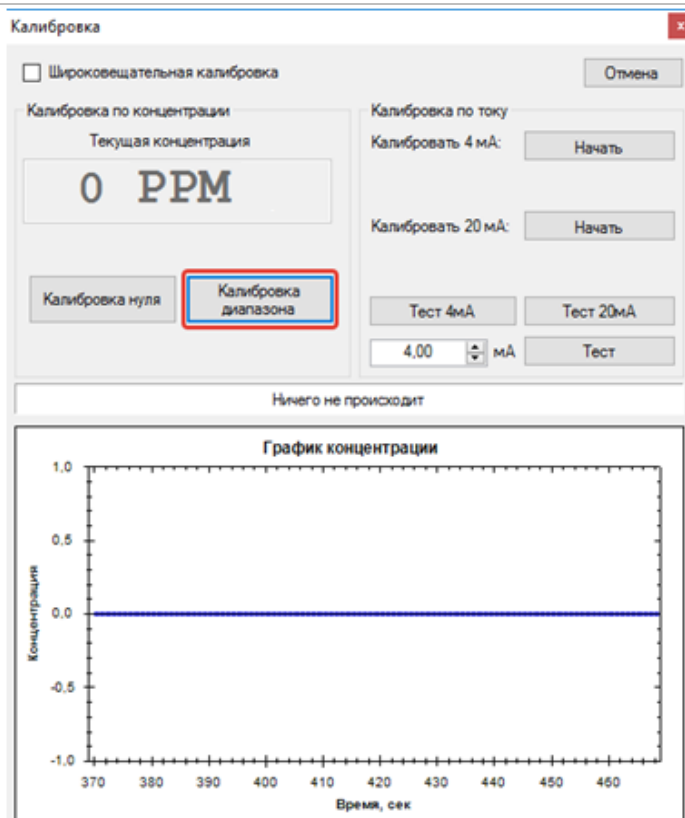 Калибровка
x
Широковещательная калибровка
Отмена
Калибровка по концентрации
Текущая концентрация
0 PPM
Калибровка нуля
Калибровка
диапазона
Калибровка по току
Калибровать 4 мА:
Начать
Калибровать 20 мА:
Начать
Тест 4мА
Тест 20мА
4,00
мА
Тест
Ничего не происходит
График концентрации
Концентрация
1,0
0,5
0,0
-0,5
-1,0
370 380 390 400 410 420 430 440 450 460
Время, сек